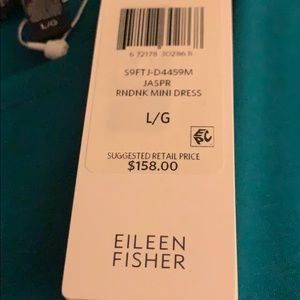 L/G
6 72178 30286 8
S9FTJ-D4459M
JASPR
RNDNK MINI DRESS
L/G
SUGGESTED RETAIL PRICE
$158.00
EILEEN
FISHER